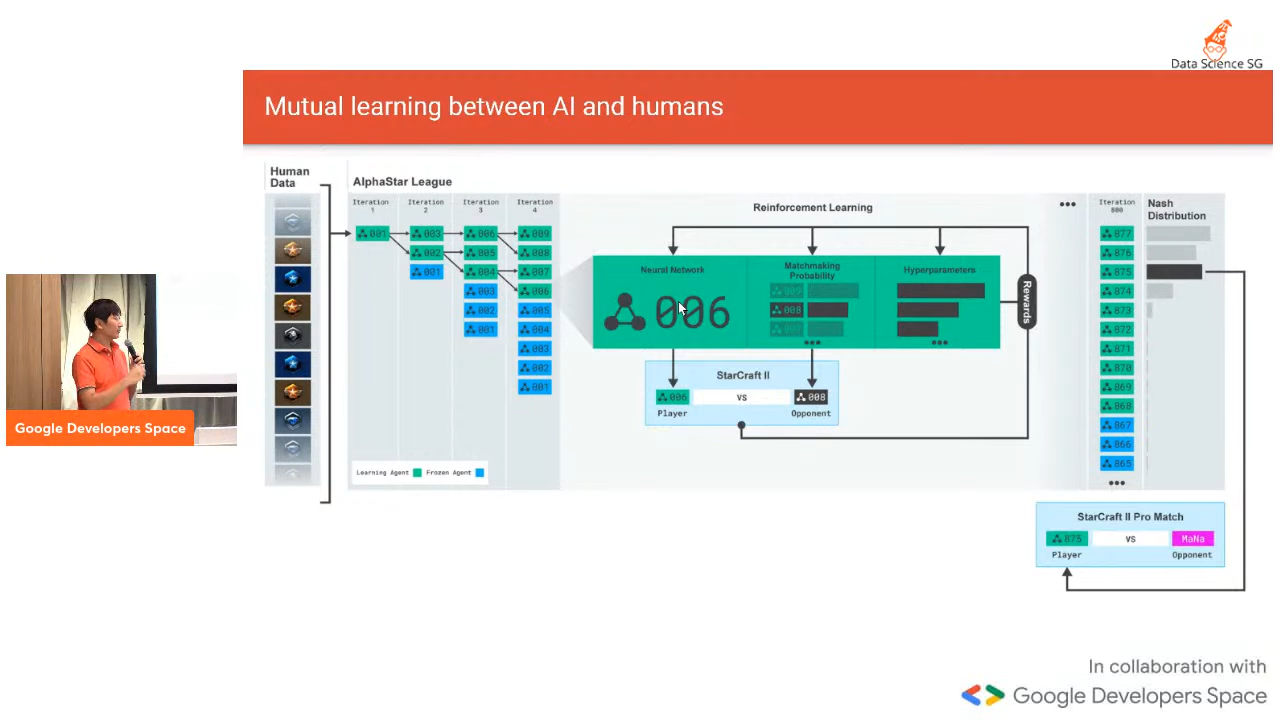 Data Science SG
Mutual learning between AI and humans
Human
Data
AlphaStar League
Iteration
1
Iteration
2
Iteration
3
Iteration
4
001
003
002
001
006
005
004
003
002
001
009
008
007
006
005
004
003
002
001
Learning Agent
Frozen Agent
Reinforcement Learning
•••
Neural Network
006
Matchmaking
Probability
008
•••
Hyperparameters
•••
Rewards
StarCraft II
006
vs
008
Player
Opponent
Iteration
800
877
876
875
874
873
872
871
870
869
868
867
866
865
•••
Nash
Distribution
StarCraft II Pro Match
875
vs
MaNa
Player
Opponent
Google Developers Space
In collaboration with
Google Developers Space